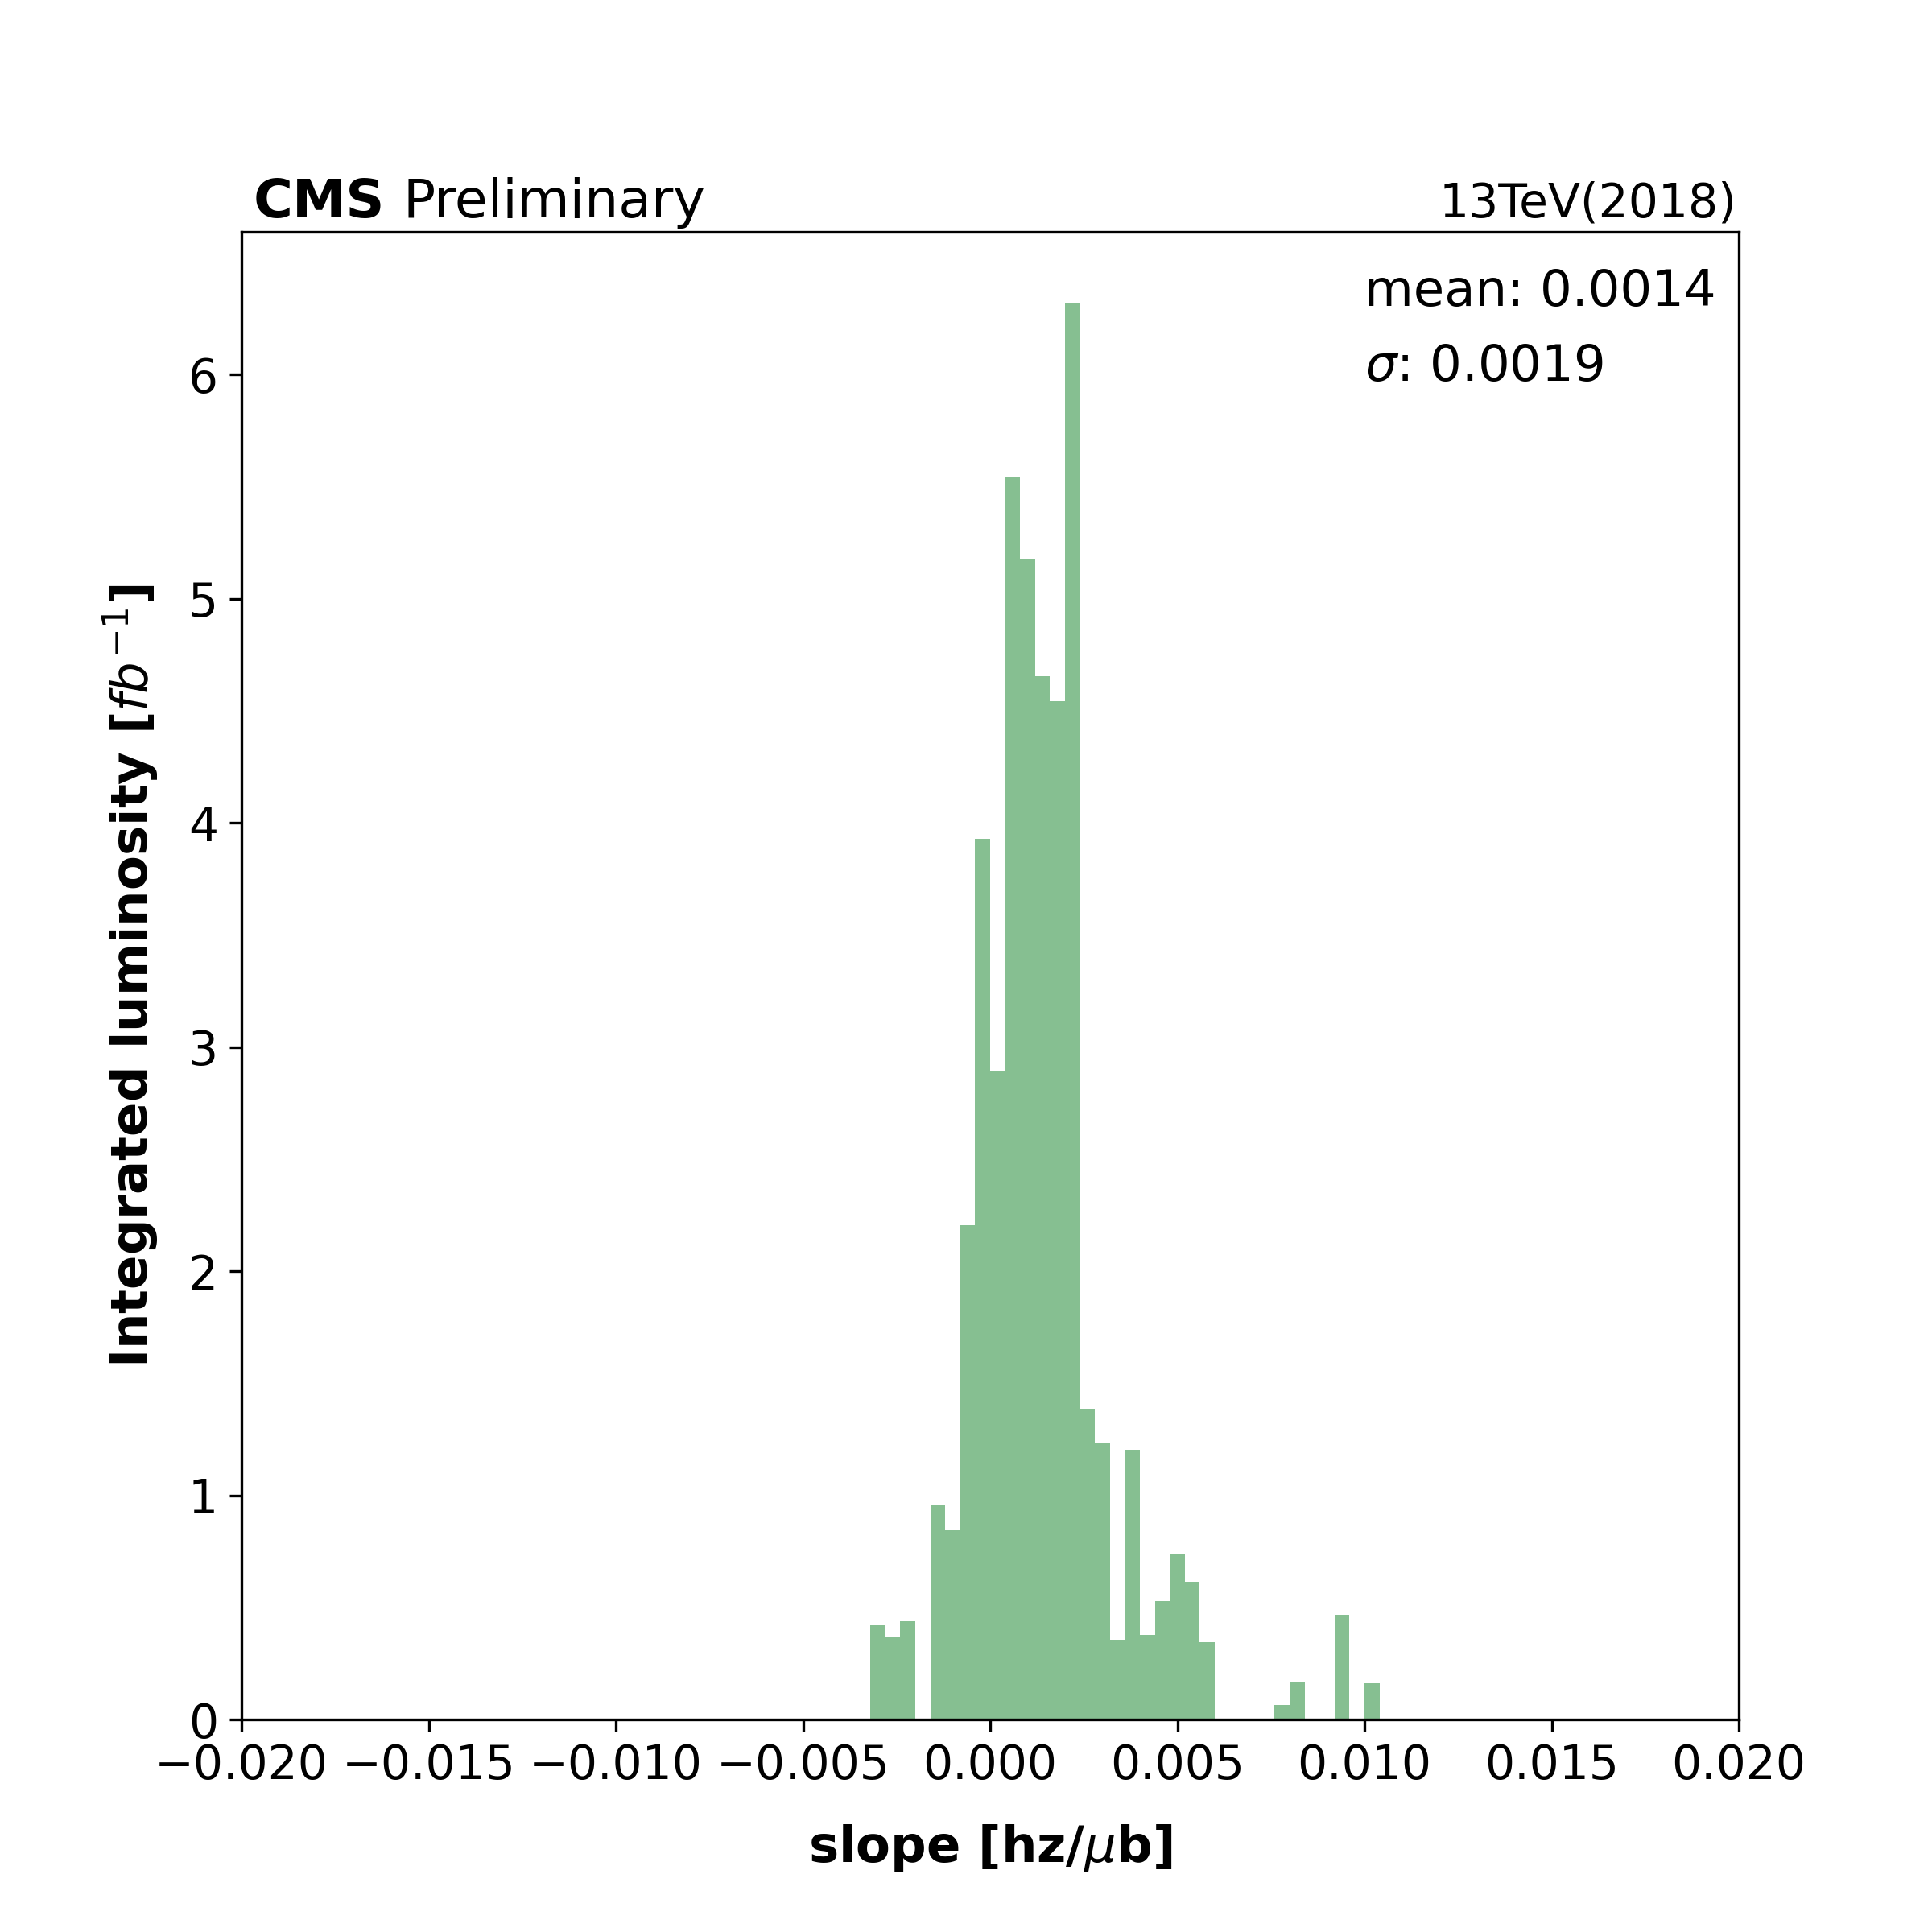 CMS Preliminary
13TeV(2018)
mean: 0.0014
σ: 0.0019
Integrated luminosity [fb⁻¹]
6
5
4
3
2
1
0
−0.020 −0.015 −0.010 −0.005 0.000 0.005 0.010 0.015 0.020
slope [hz/μb]